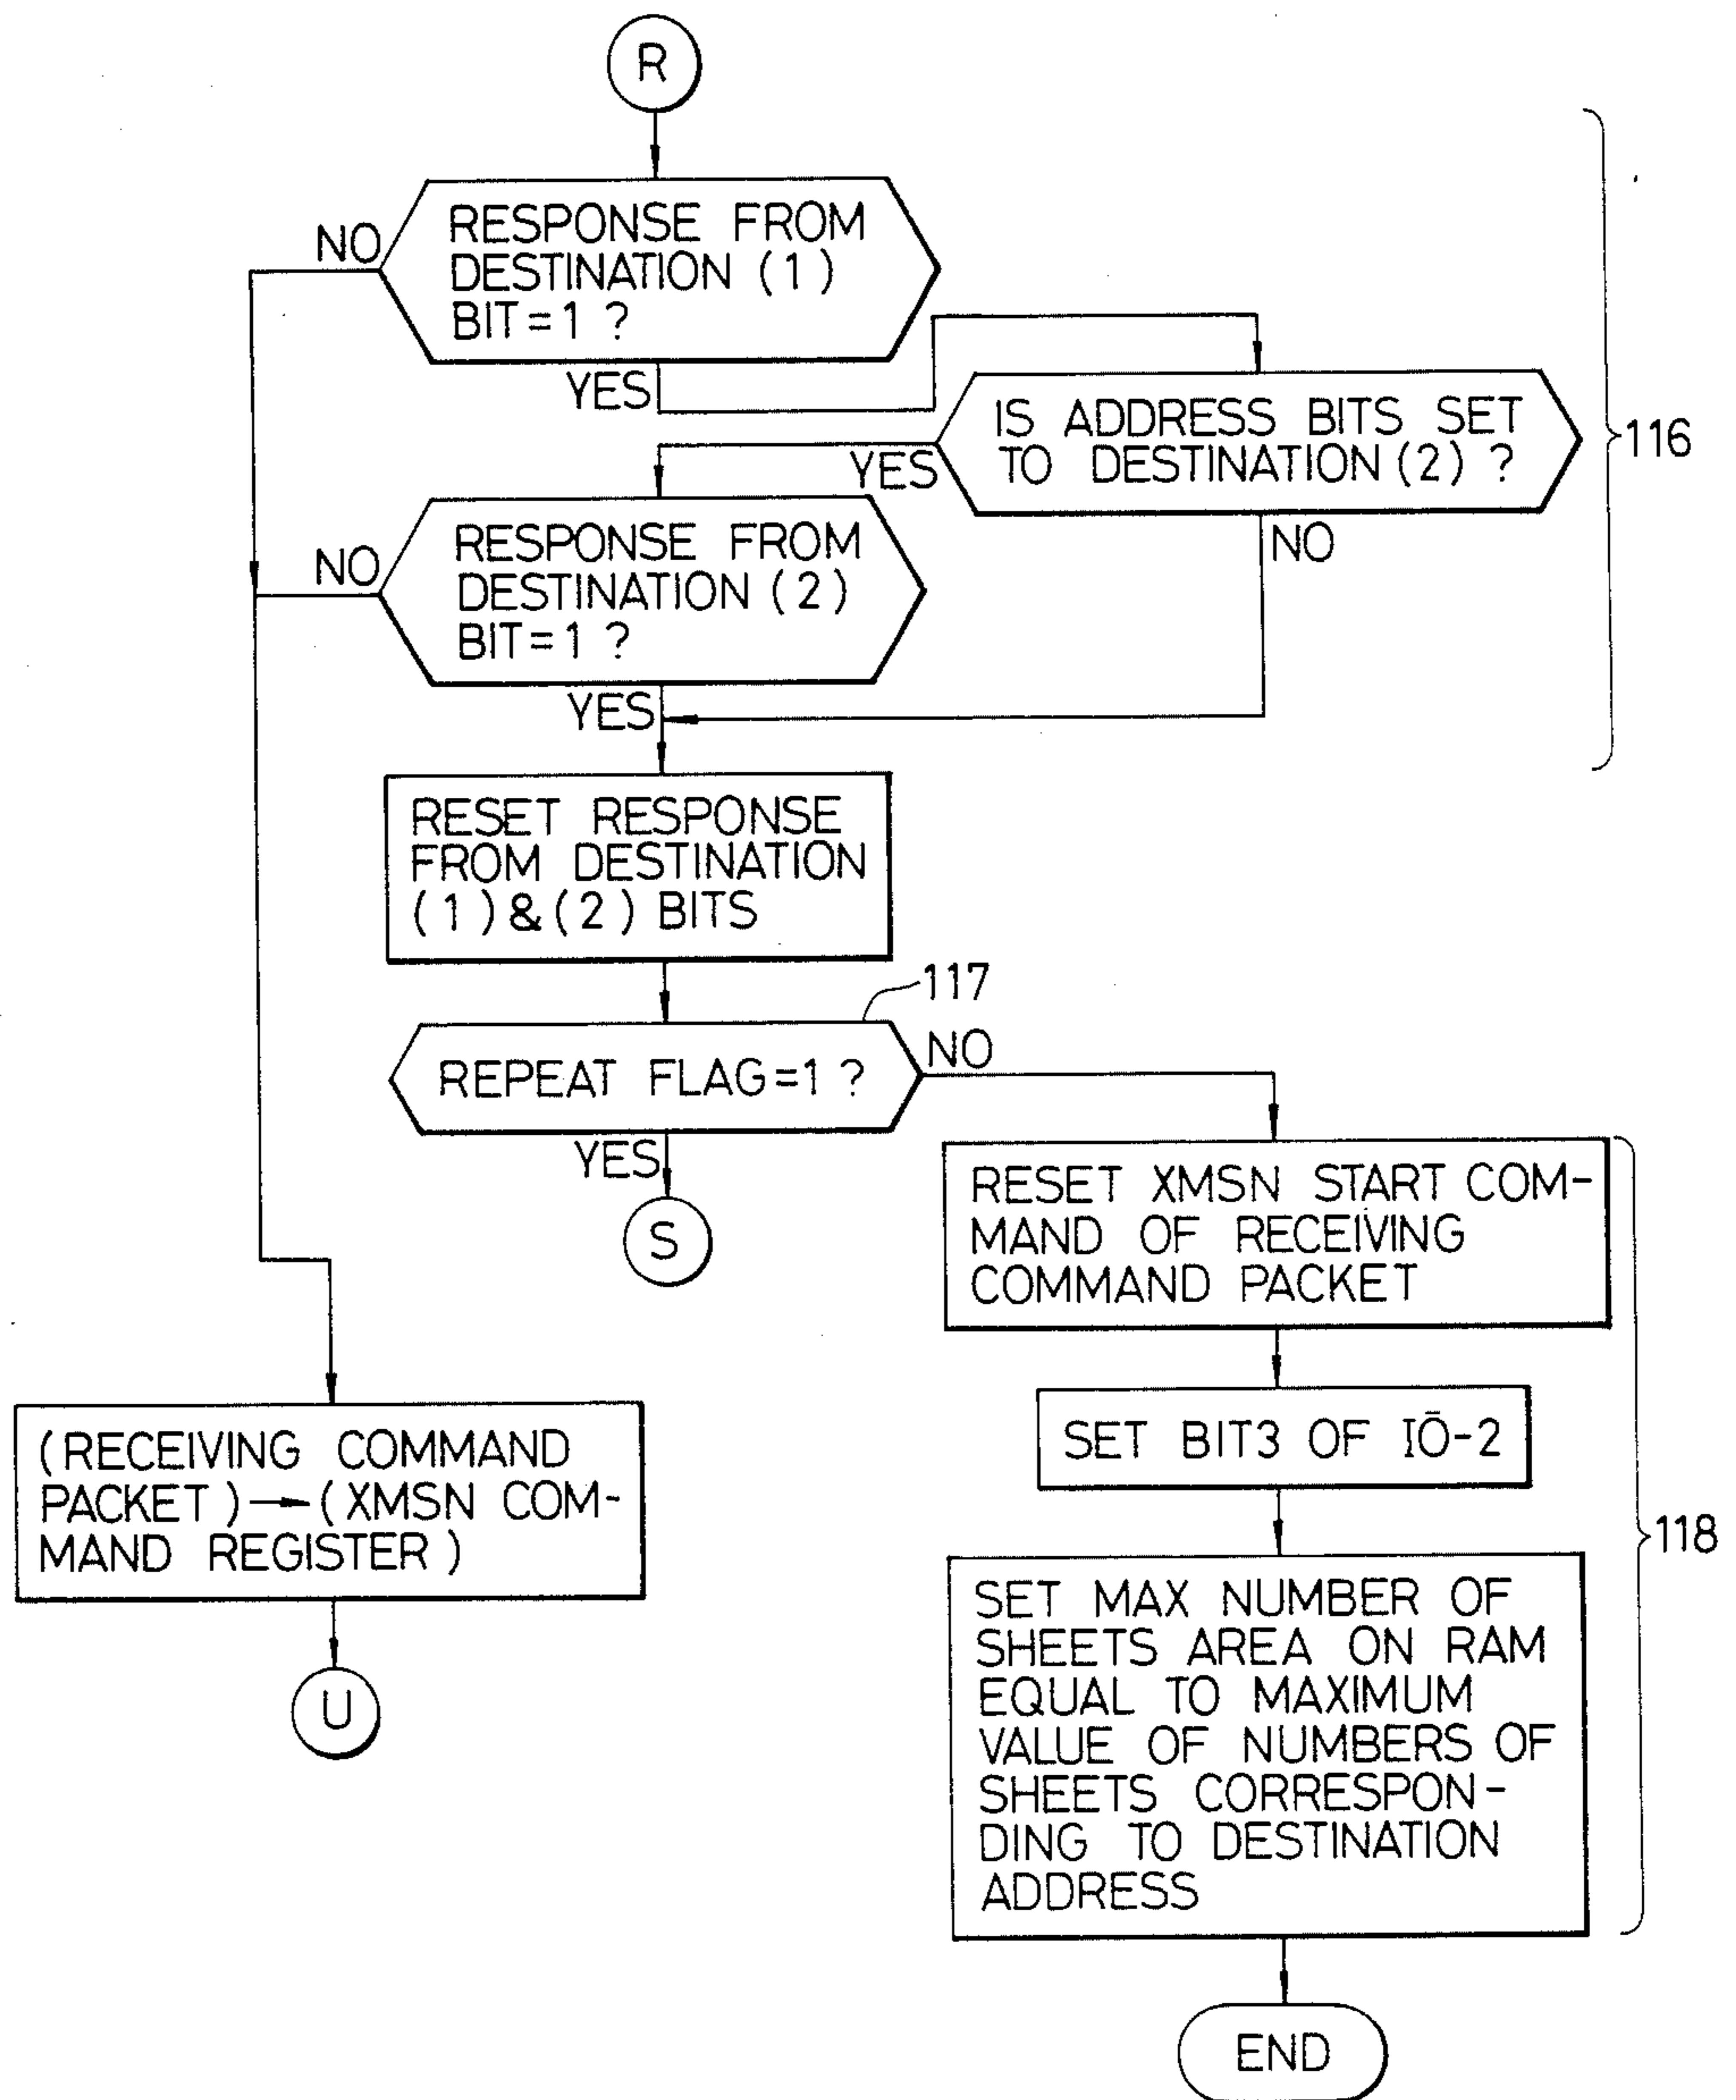 R
RESPONSE FROM
DESTINATION (1)
BIT=1 ?
NO
YES
IS ADDRESS BITS SET
TO DESTINATION (2) ?
116
YES
NO
RESPONSE FROM
DESTINATION (2)
BIT=1 ?
NO
YES
RESET RESPONSE
FROM DESTINATION
(1)&(2) BITS
117
REPEAT FLAG=1 ?
NO
YES
S
RESET XMSN START COM-
MAND OF RECEIVING
COMMAND PACKET
SET BIT3 OF IŌ-2
118
(RECEIVING COMMAND
PACKET)→(XMSN COM-
MAND REGISTER)
U
SET MAX NUMBER OF
SHEETS AREA ON RAM
EQUAL TO MAXIMUM
VALUE OF NUMBERS OF
SHEETS CORRESPON-
DING TO DESTINATION
ADDRESS
END